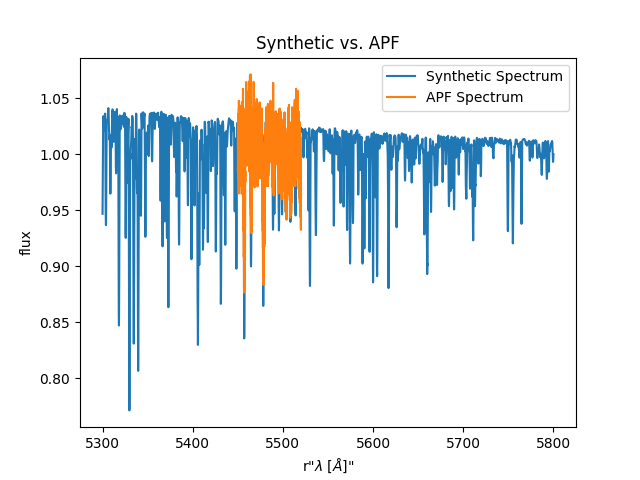 Synthetic vs. APF
Synthetic Spectrum
APF Spectrum
1.05
1.00
0.95
0.90
0.85
0.80
flux
5300 5400 5500 5600 5700 5800
r"λ [Å]"